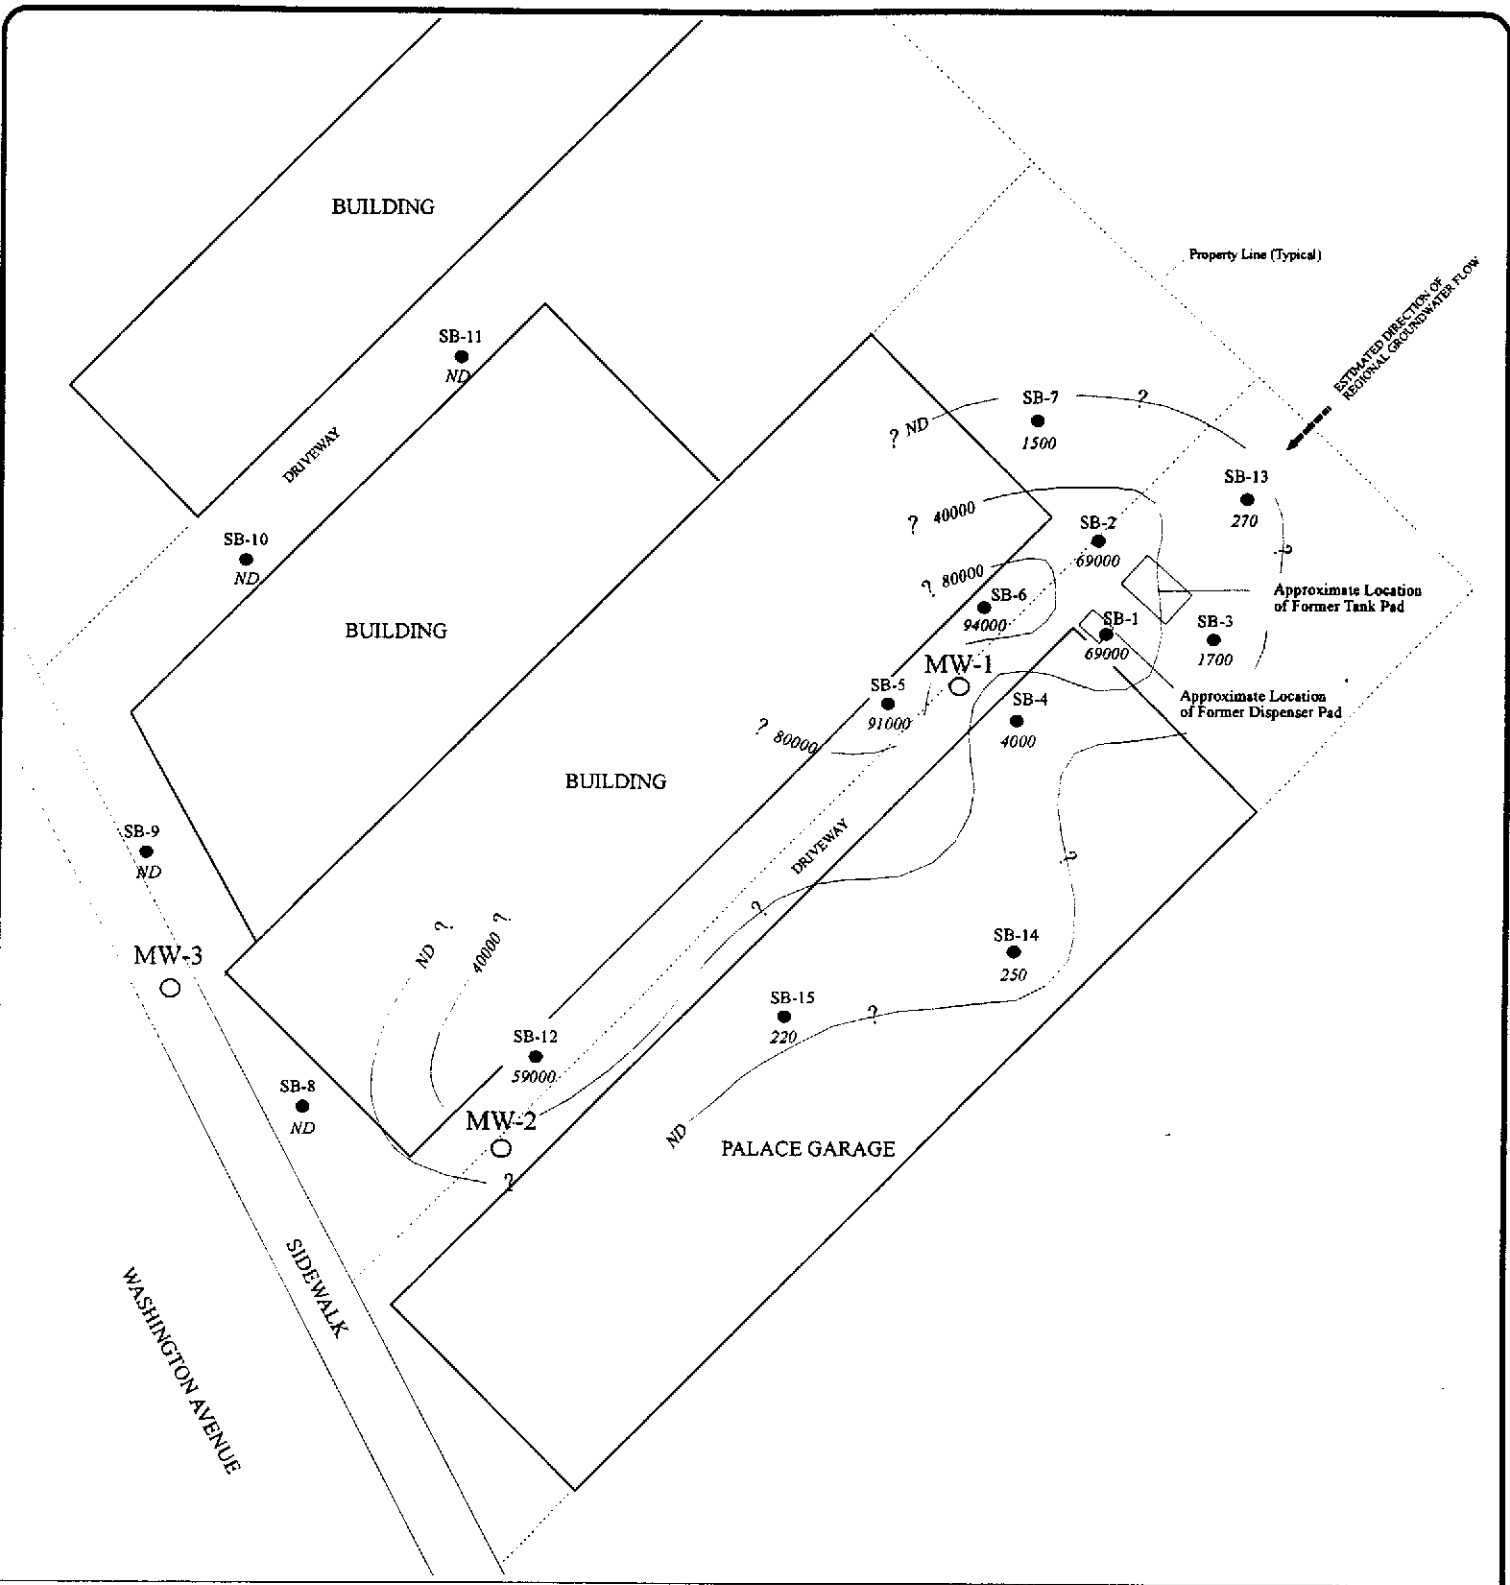 BUILDING
Property Line (Typical)
ESTIMATED DIRECTION OF
REGIONAL GROUNDWATER FLOW
SB-11
ND
SB-7
1500
?
? ND
DRIVEWAY
SB-13
270
? 40000
SB-2
69000
SB-10
ND
?
? 80000
SB-6
94000
Approximate Location
of Former Tank Pad
SB-1
69000
SB-3
1700
BUILDING
MW-1
SB-5
91000
SB-4
4000
Approximate Location
of Former Dispenser Pad
? 80000
BUILDING
SB-9
ND
DRIVEWAY
?
?
ND ?
40000 ?
SB-14
250
MW-3
SB-15
220
?
SB-12
59000
SB-8
ND
MW-2
ND
PALACE GARAGE
?
SIDEWALK
WASHINGTON AVENUE